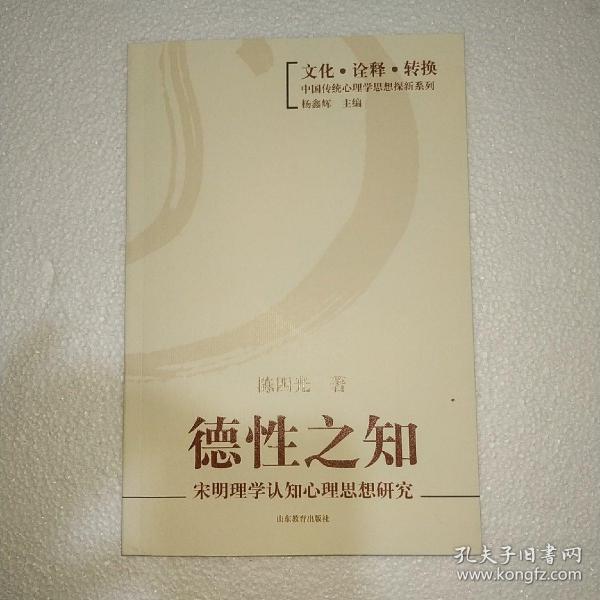 文化·诠释·转换
中国传统心理学思想探新系列
杨鑫辉 主编
陈四光 著
德性之知
宋明理学认知心理思想研究
山东教育出版社
孔夫子旧书网
www.kongfz.com